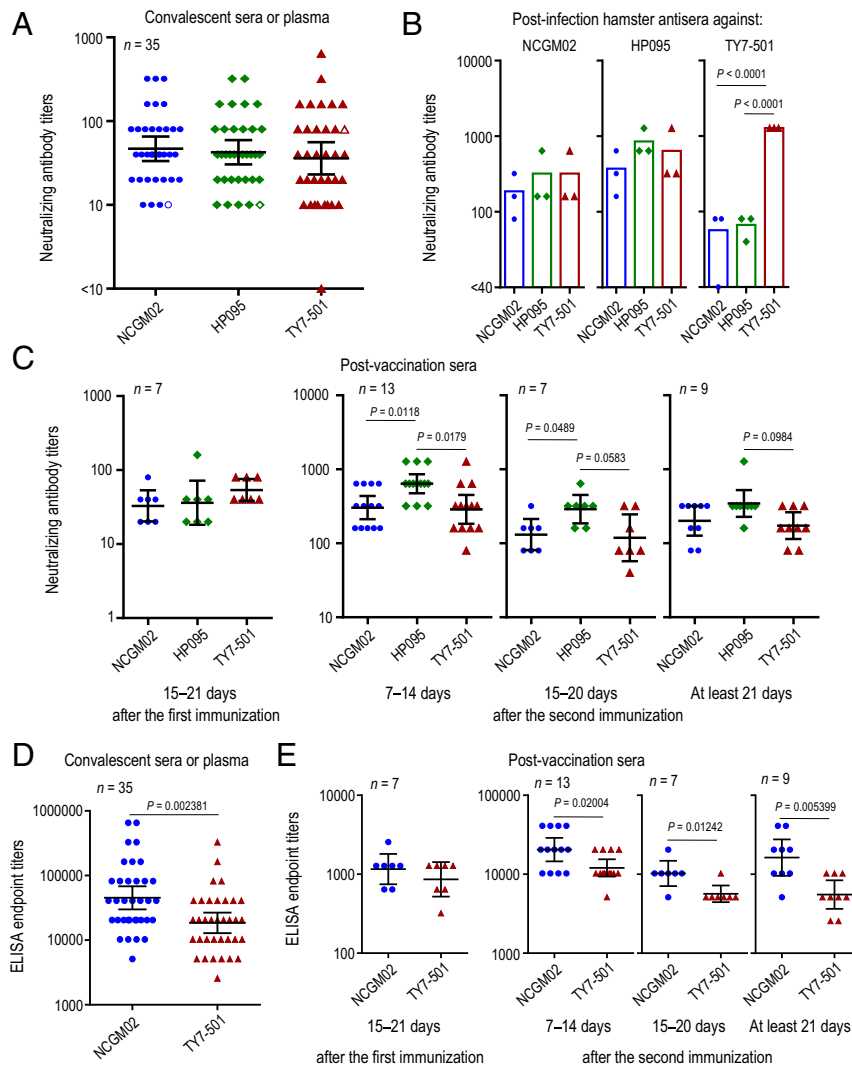 A
Convalescent sera or plasma
n = 35
Neutralizing antibody titers
1000
100
10
<10
NCGM02
HP095
TY7-501
B
Post-infection hamster antisera against:
NCGM02 HP095 TY7-501
P < 0.0001
P < 0.0001
Neutralizing antibody titers
10000
1000
100
<40
NCGM02 HP095 TY7-501 NCGM02 HP095 TY7-501 NCGM02 HP095 TY7-501
C
Post-vaccination sera
Neutralizing antibody titers
n = 7
1000
100
10
1
NCGM02 HP095 TY7-501
15–21 days
after the first immunization
n = 13
10000
1000
100
10
P = 0.0118
P = 0.0179
NCGM02 HP095 TY7-501
7–14 days
n = 7
P = 0.0489
P = 0.0583
NCGM02 HP095 TY7-501
15–20 days
n = 9
P = 0.0984
NCGM02 HP095 TY7-501
At least 21 days
after the second immunization
D
Convalescent sera or plasma
n = 35
P = 0.002381
ELISA endpoint titers
1000000
100000
10000
1000
NCGM02 TY7-501
E
Post-vaccination sera
ELISA endpoint titers
n = 7
10000
1000
100
NCGM02 TY7-501
15–21 days
after the first immunization
n = 13
100000
10000
1000
P = 0.02004
NCGM02 TY7-501
7–14 days
n = 7
P = 0.01242
NCGM02 TY7-501
15–20 days
n = 9
P = 0.005399
NCGM02 TY7-501
At least 21 days
after the second immunization